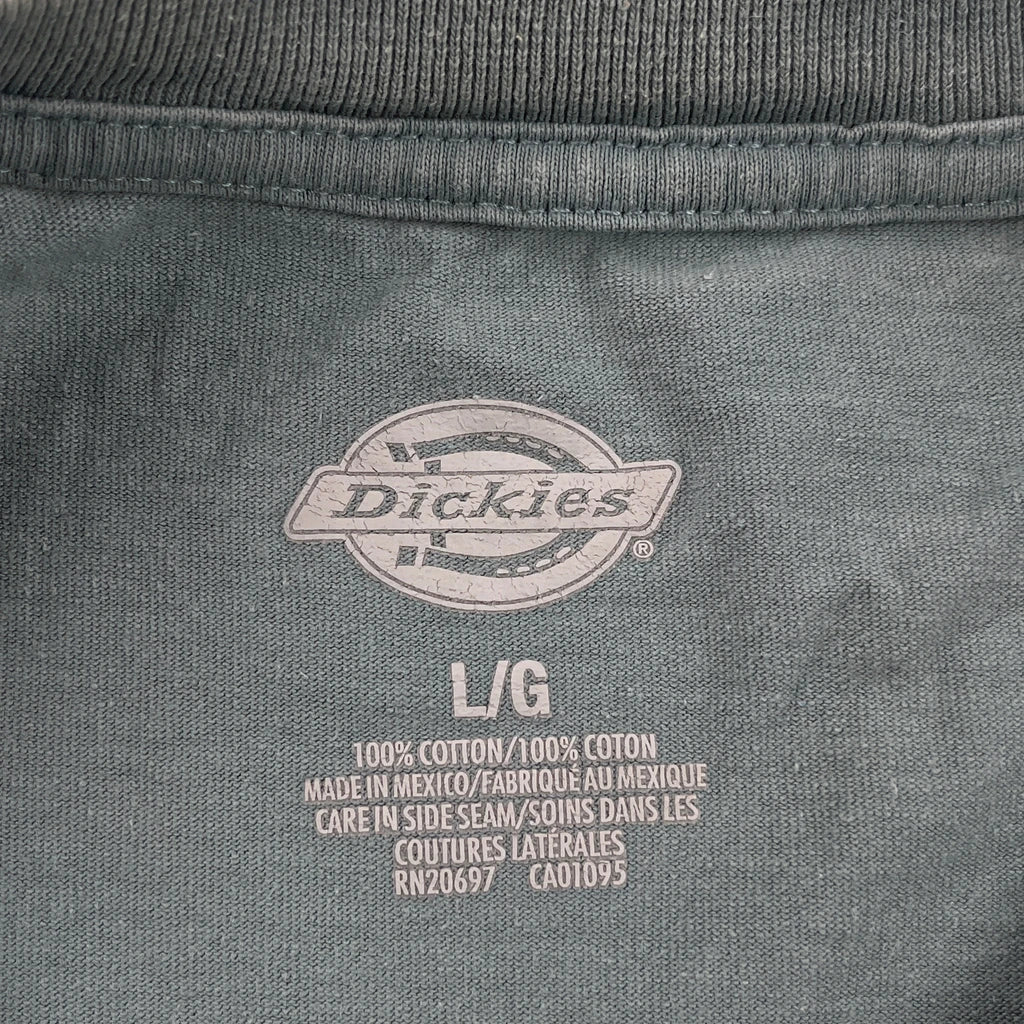 Dickies
®
L/G
100% COTTON/100% COTON
MADE IN MEXICO/FABRIQUÉ AU MEXIQUE
CARE IN SIDE SEAM/SOINS DANS LES
COUTURES LATÉRALES
RN20697 CA01095